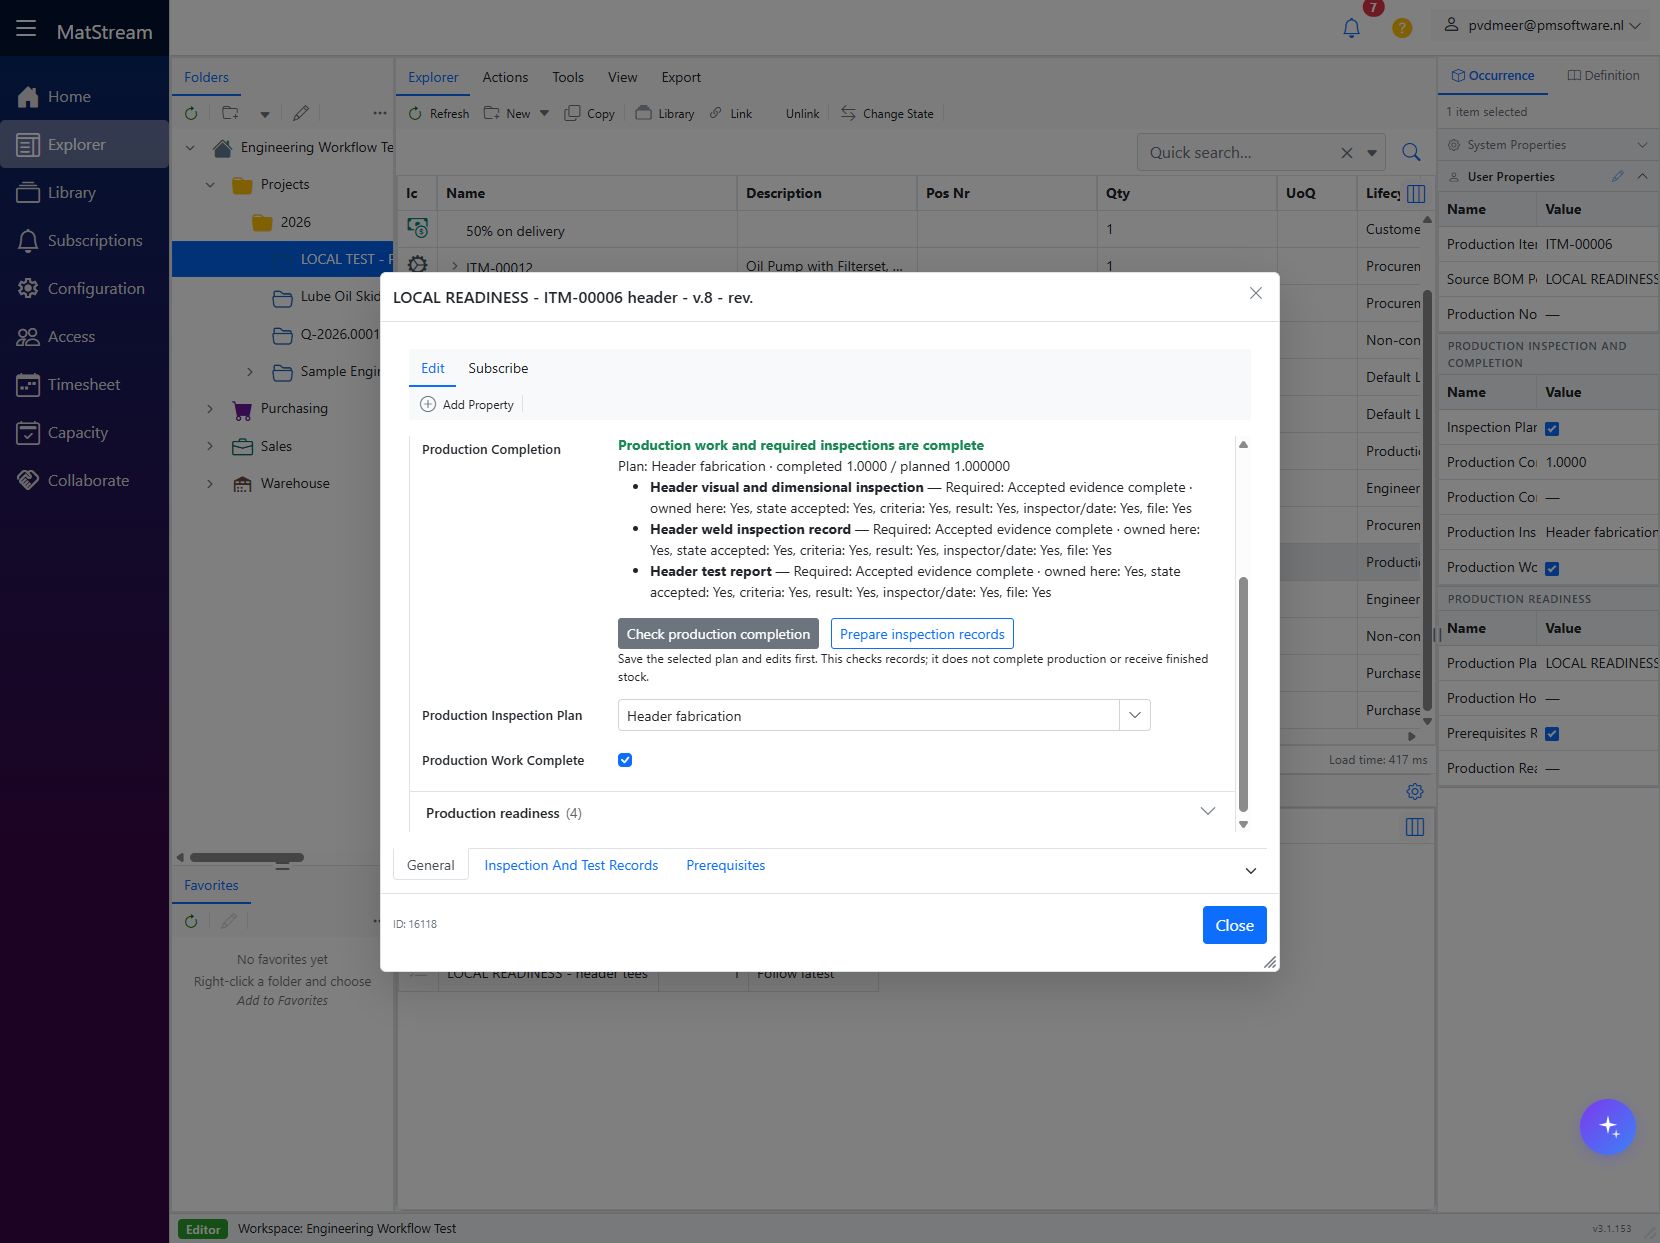 MatStream
7
pvdmeer@pmsoftware.nl
Home
Explorer
Library
Subscriptions
Configuration
Access
Timesheet
Capacity
Collaborate
Folders
Engineering Workflow Te
Projects
2026
LOCAL TEST -
Lube Oil Skid
Q-2026.0001
Sample Engi
Purchasing
Sales
Warehouse
Favorites
No favorites yet
Right-click a folder and choose
Add to Favorites
Explorer Actions Tools View Export
Refresh New Copy Library Link Unlink Change State
Quick search...
Ic Name Description Pos Nr Qty UoQ Lifecy
50% on delivery 1 Custome
ITM-00012 Oil Pump with Filterset, ... 1 Procurem
Procurem
Non-con
Default L
Default L
Producti
Engineer
Procurem
Producti
Engineer
Non-con
Purchase
Purchase
Load time: 417 ms
LOCAL READINESS - header tees 1 Follow latest
LOCAL READINESS - ITM-00006 header - v.8 - rev.
Edit Subscribe
Add Property
Production Completion
Production work and required inspections are complete
Plan: Header fabrication · completed 1.0000 / planned 1.000000
• Header visual and dimensional inspection — Required: Accepted evidence complete ·
owned here: Yes, state accepted: Yes, criteria: Yes, result: Yes, inspector/date: Yes, file: Yes
• Header weld inspection record — Required: Accepted evidence complete · owned here:
Yes, state accepted: Yes, criteria: Yes, result: Yes, inspector/date: Yes, file: Yes
• Header test report — Required: Accepted evidence complete · owned here: Yes, state
accepted: Yes, criteria: Yes, result: Yes, inspector/date: Yes, file: Yes
Check production completion Prepare inspection records
Save the selected plan and edits first. This checks records; it does not complete production or receive finished
stock.
Production Inspection Plan Header fabrication
Production Work Complete
Production readiness (4)
General Inspection And Test Records Prerequisites
ID: 16118
Close
Occurrence Definition
1 item selected
System Properties
User Properties
Name Value
Production Iter ITM-00006
Source BOM Po LOCAL READINESS
Production No —
PRODUCTION INSPECTION AND
COMPLETION
Name Value
Inspection Plan
Production Co 1.0000
Production Co —
Production Ins Header fabrication
Production Wo
PRODUCTION READINESS
Name Value
Production Pla LOCAL READINESS
Production Ho —
Prerequisites R
Production Rea —
Editor Workspace: Engineering Workflow Test
v3.1.153